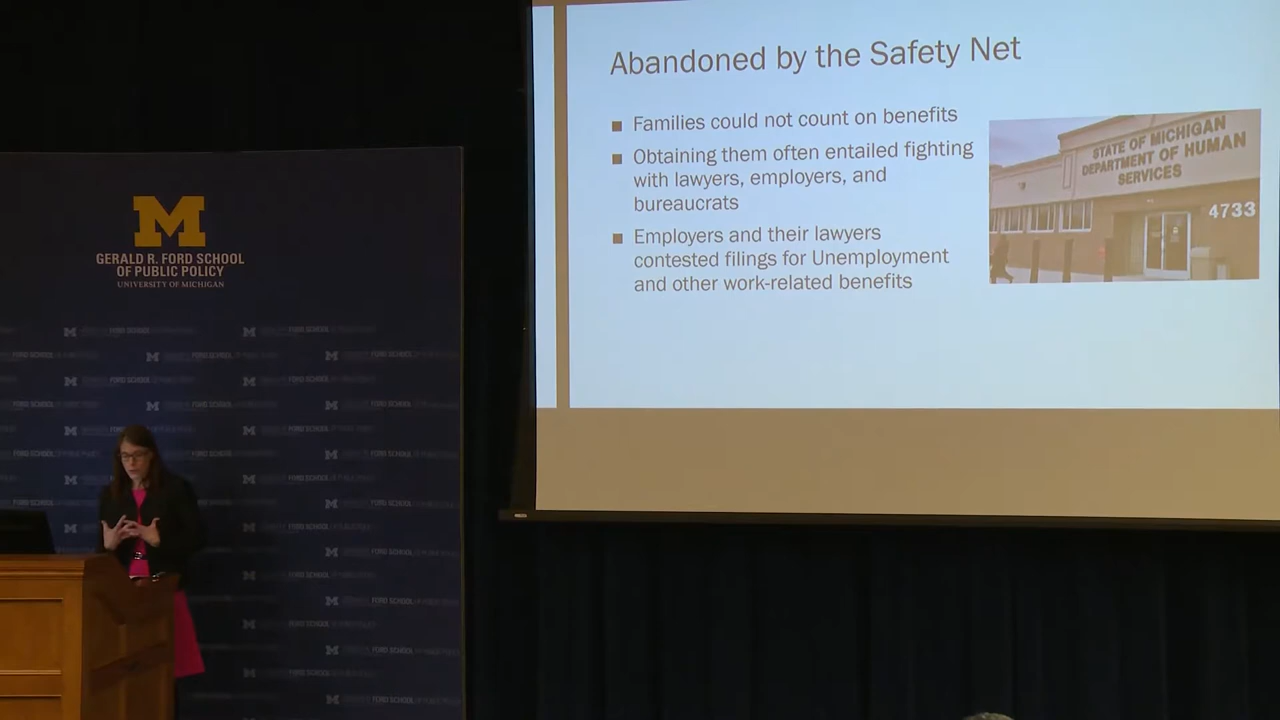 Abandoned by the Safety Net
■ Families could not count on benefits
■ Obtaining them often entailed fighting
with lawyers, employers, and
bureaucrats
■ Employers and their lawyers
contested filings for Unemployment
and other work-related benefits
STATE OF MICHIGAN
DEPARTMENT OF HUMAN
SERVICES
4733
M
GERALD R. FORD SCHOOL
OF PUBLIC POLICY
UNIVERSITY OF MICHIGAN